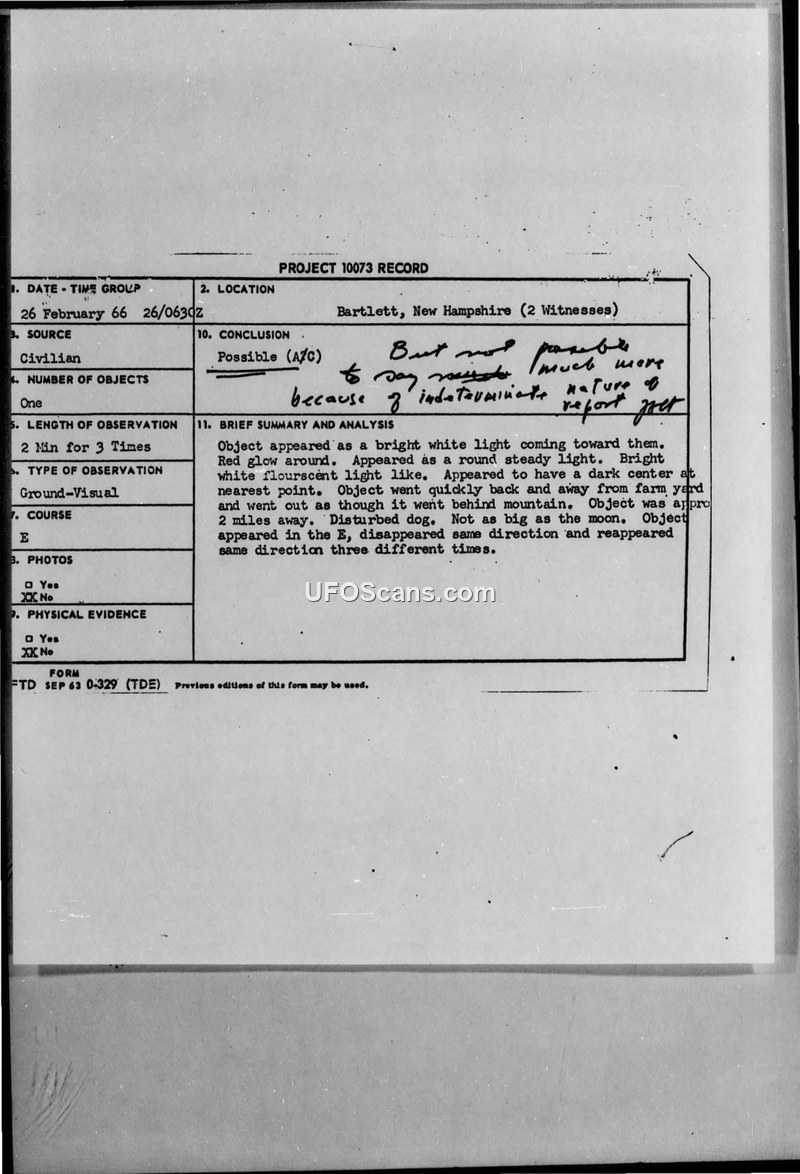 PROJECT 10073 RECORD
1. DATE - TIME GROUP
26 February 66 26/0630Z
2. LOCATION
Bartlett, New Hampshire (2 Witnesses)
3. SOURCE
Civilian
10. CONCLUSION
Possible (A/C)
But not possible
to say much more
because of indeterminate nature of
report
4. NUMBER OF OBJECTS
One
5. LENGTH OF OBSERVATION
2 Min for 3 Times
11. BRIEF SUMMARY AND ANALYSIS
Object appeared as a bright white light coming toward them.
Red glow around. Appeared as a round steady light. Bright
white flourscent light like. Appeared to have a dark center at
nearest point. Object went quickly back and away from farm yard
and went out as though it went behind mountain. Object was appro
2 miles away. Disturbed dog. Not as big as the moon. Object
appeared in the E, disappeared same direction and reappeared
same direction three different times.
6. TYPE OF OBSERVATION
Ground-Visual
7. COURSE
E
8. PHOTOS
□ Yes
XX No
9. PHYSICAL EVIDENCE
□ Yes
XX No
UFOScans.com
FORM
FTD SEP 63 0-329 (TDE) Previous editions of this form may be used.